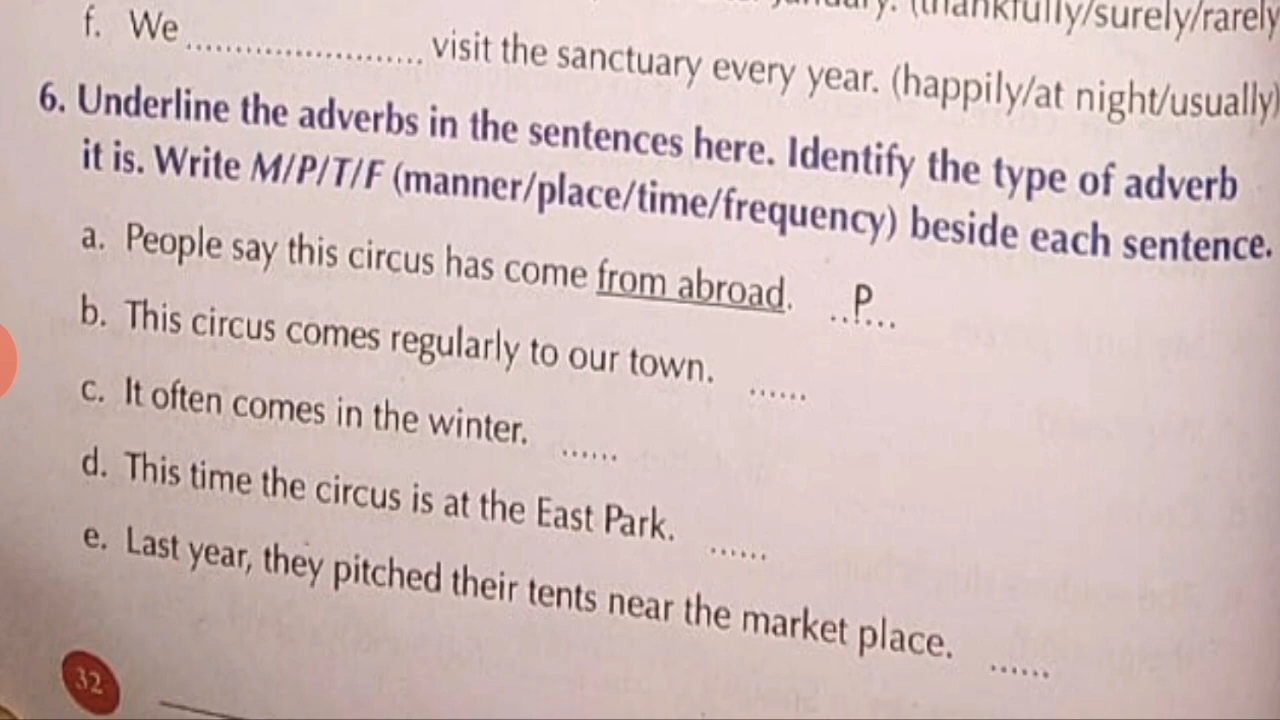 (thankfully/surely/rarely
f. We ........................ visit the sanctuary every year. (happily/at night/usually)
6. Underline the adverbs in the sentences here. Identify the type of adverb
it is. Write M/P/T/F (manner/place/time/frequency) beside each sentence.
a. People say this circus has come from abroad. ..P...
b. This circus comes regularly to our town. ......
c. It often comes in the winter. ......
d. This time the circus is at the East Park. ......
e. Last year, they pitched their tents near the market place. ......
32